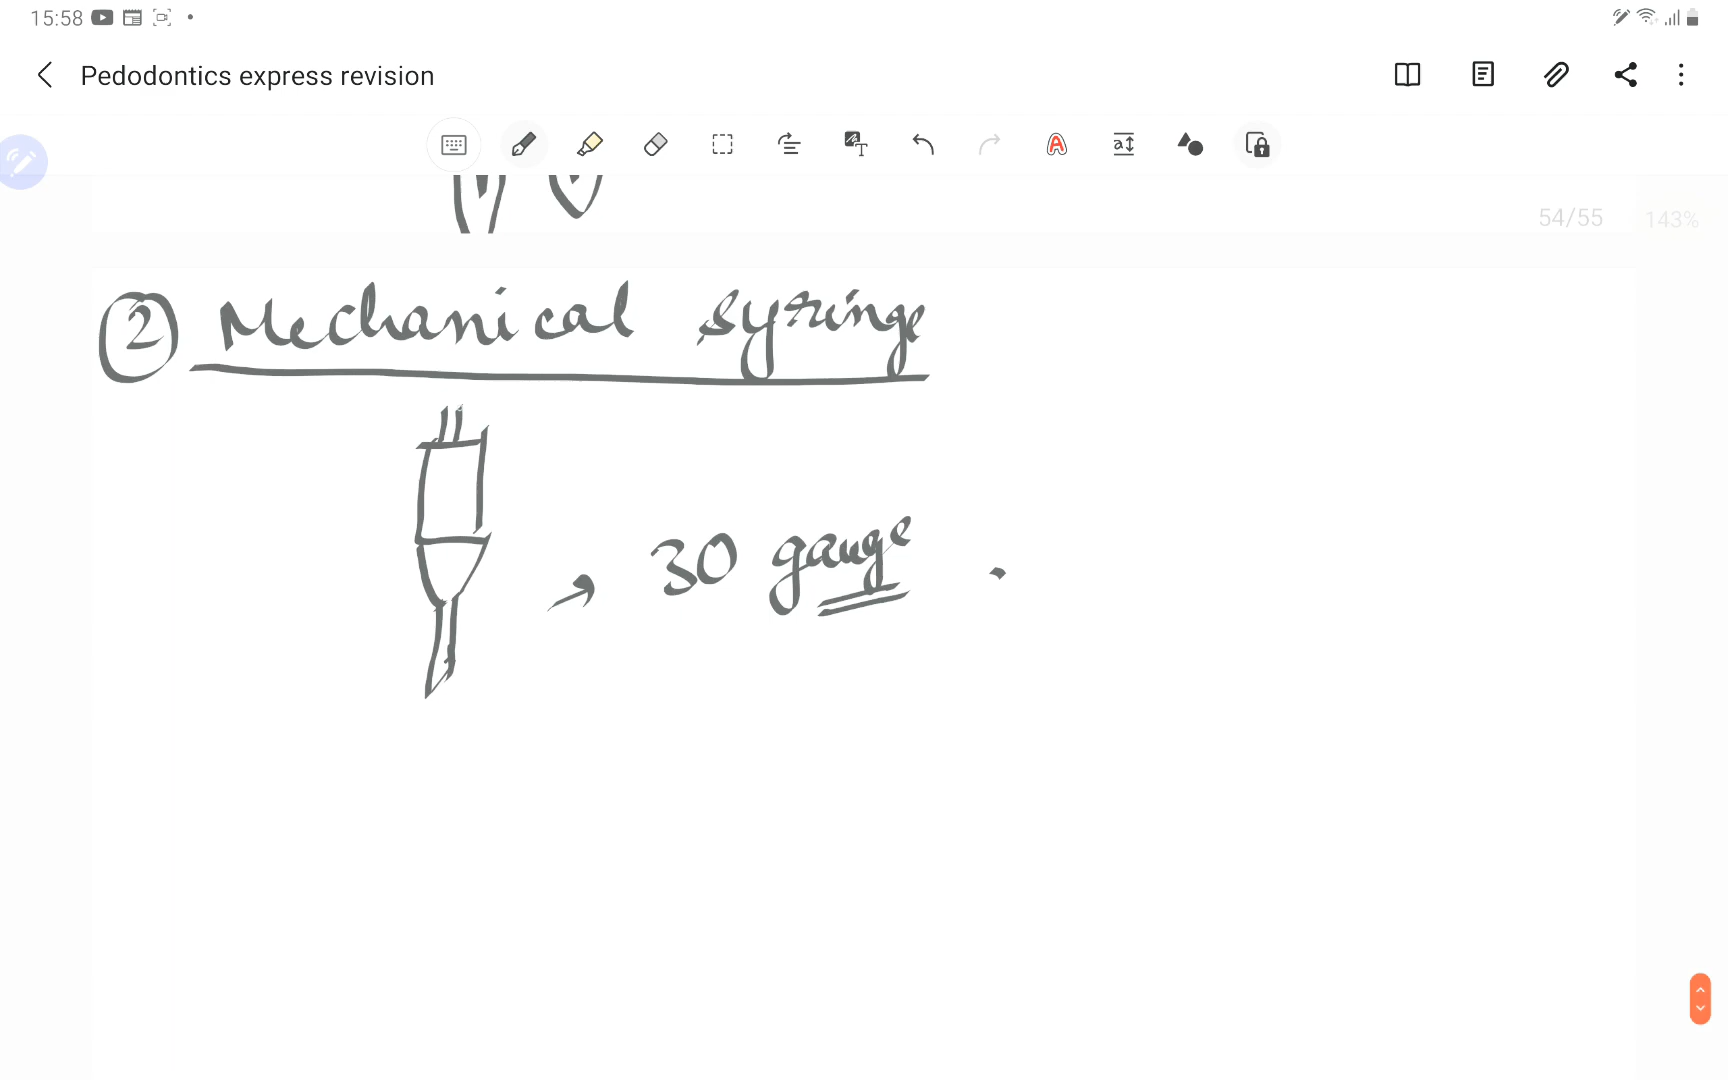 15:58
Pedodontics express revision
54/55 143%
② Mechanical syringe
→ 30 gauge .